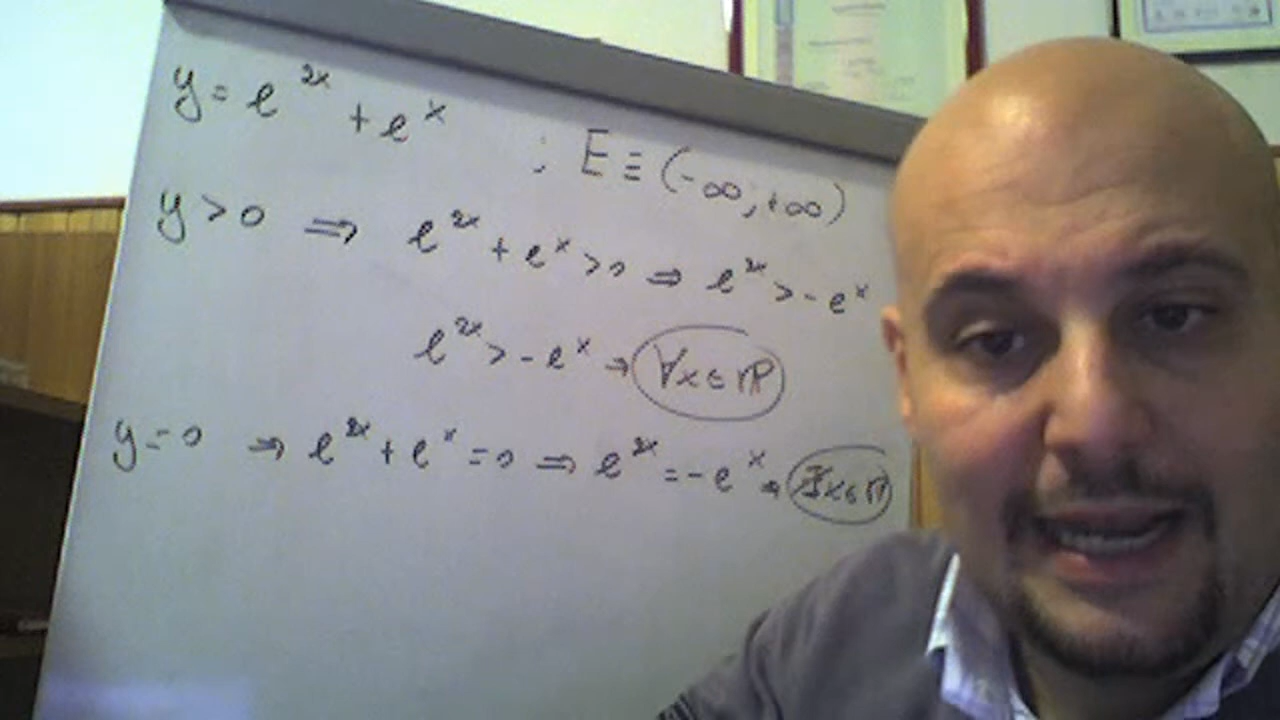 y = e^{2x} + e^x ; E ≡ (-∞; +∞)
y > 0 ⇒ e^{2x} + e^x > 0 ⇒ e^{2x} > - e^x
e^{2x} > - e^x → ∀x ∈ ℝ
y = 0 ⇒ e^{2x} + e^x = 0 ⇒ e^{2x} = - e^x → ∄x ∈ ℝ